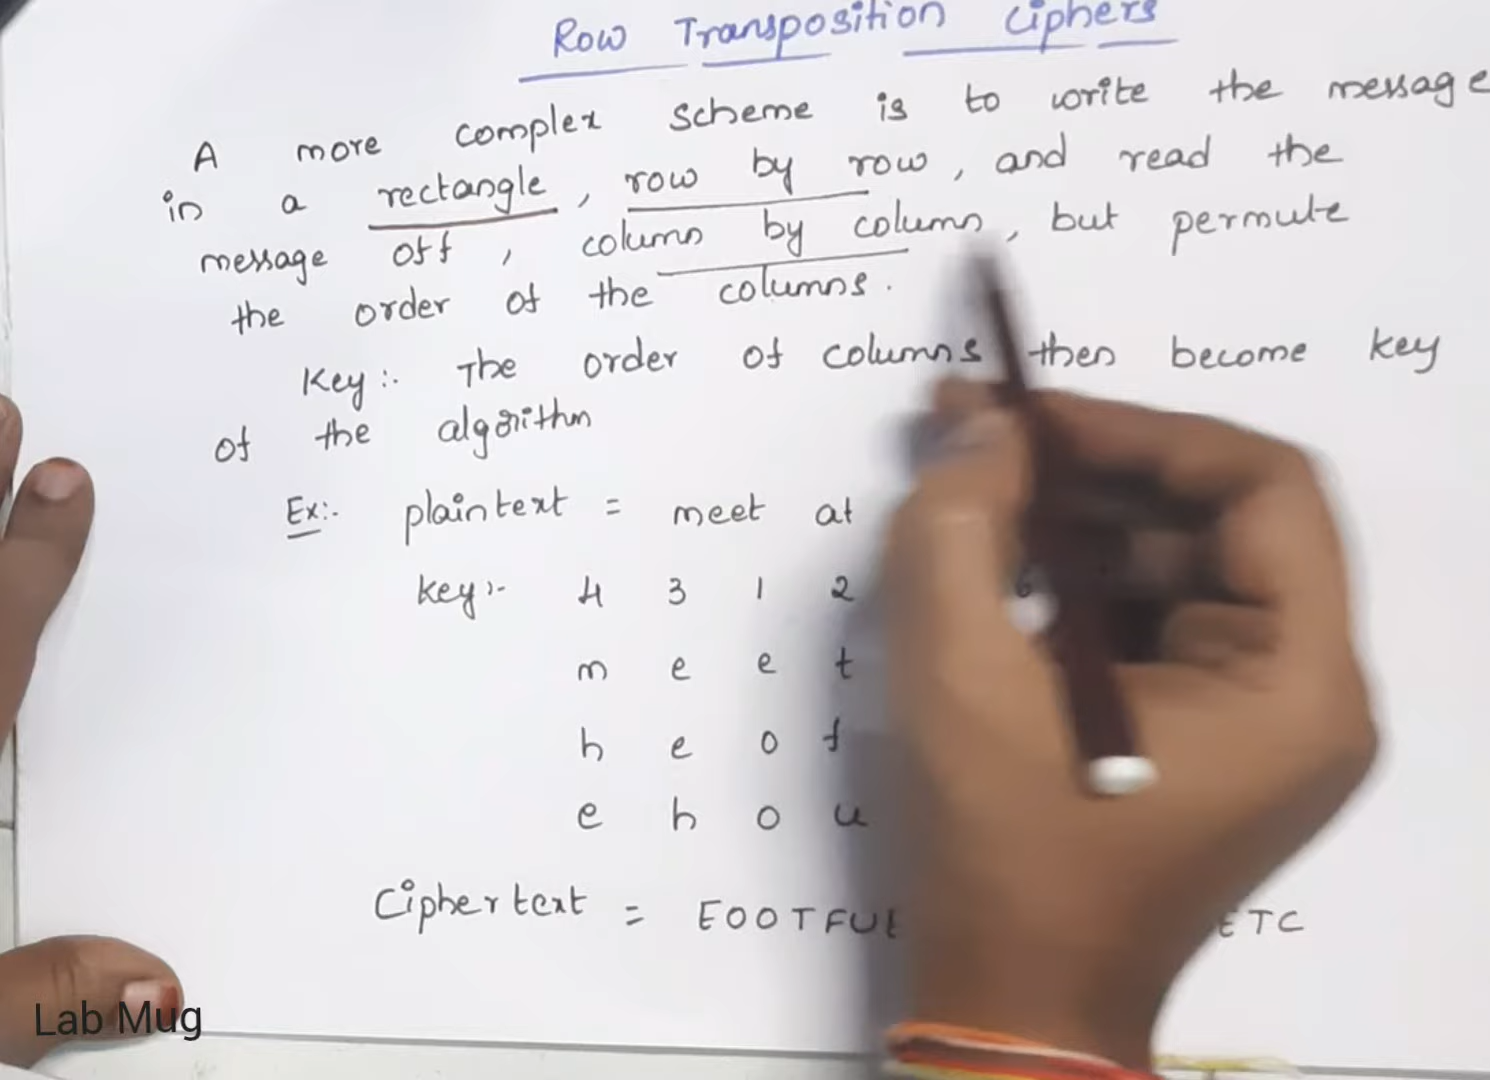 Row Transposition Ciphers
A more complex scheme is to write the message
in a rectangle, row by row, and read the
message off, column by column, but permute
the order of the columns.
Key:. The order of columns then become key
of the algorithm
Ex:. plaintext = meet at
key:- 4 3 1 2 6
m e e t
h e o f
e h o u
Ciphertext = EOOTFUE ETC
Lab Mug